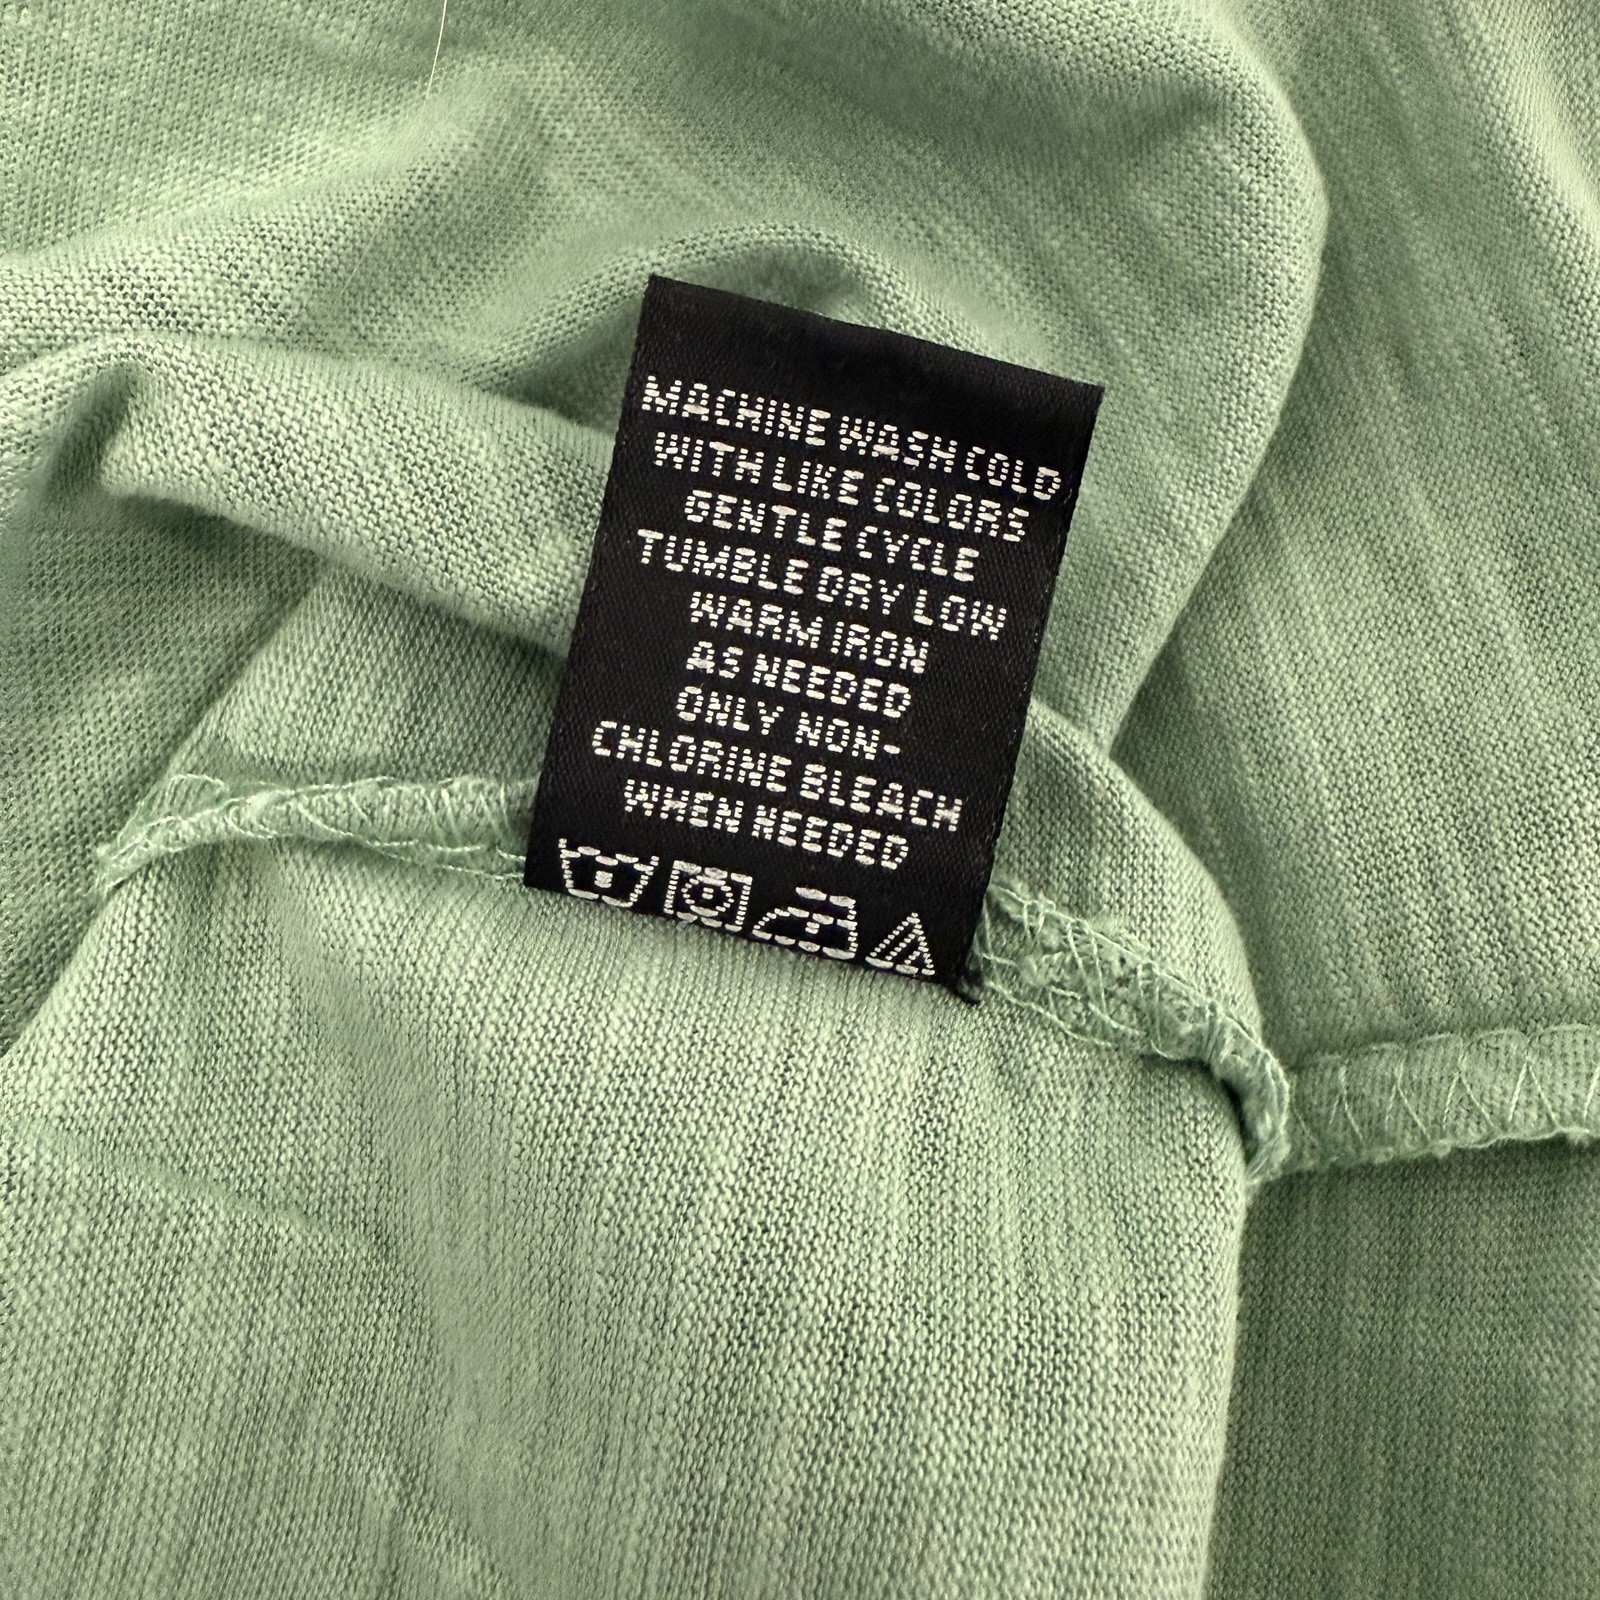 MACHINE WASH COLD
WITH LIKE COLORS
GENTLE CYCLE
TUMBLE DRY LOW
WARM IRON
AS NEEDED
ONLY NON-
CHLORINE BLEACH
WHEN NEEDED